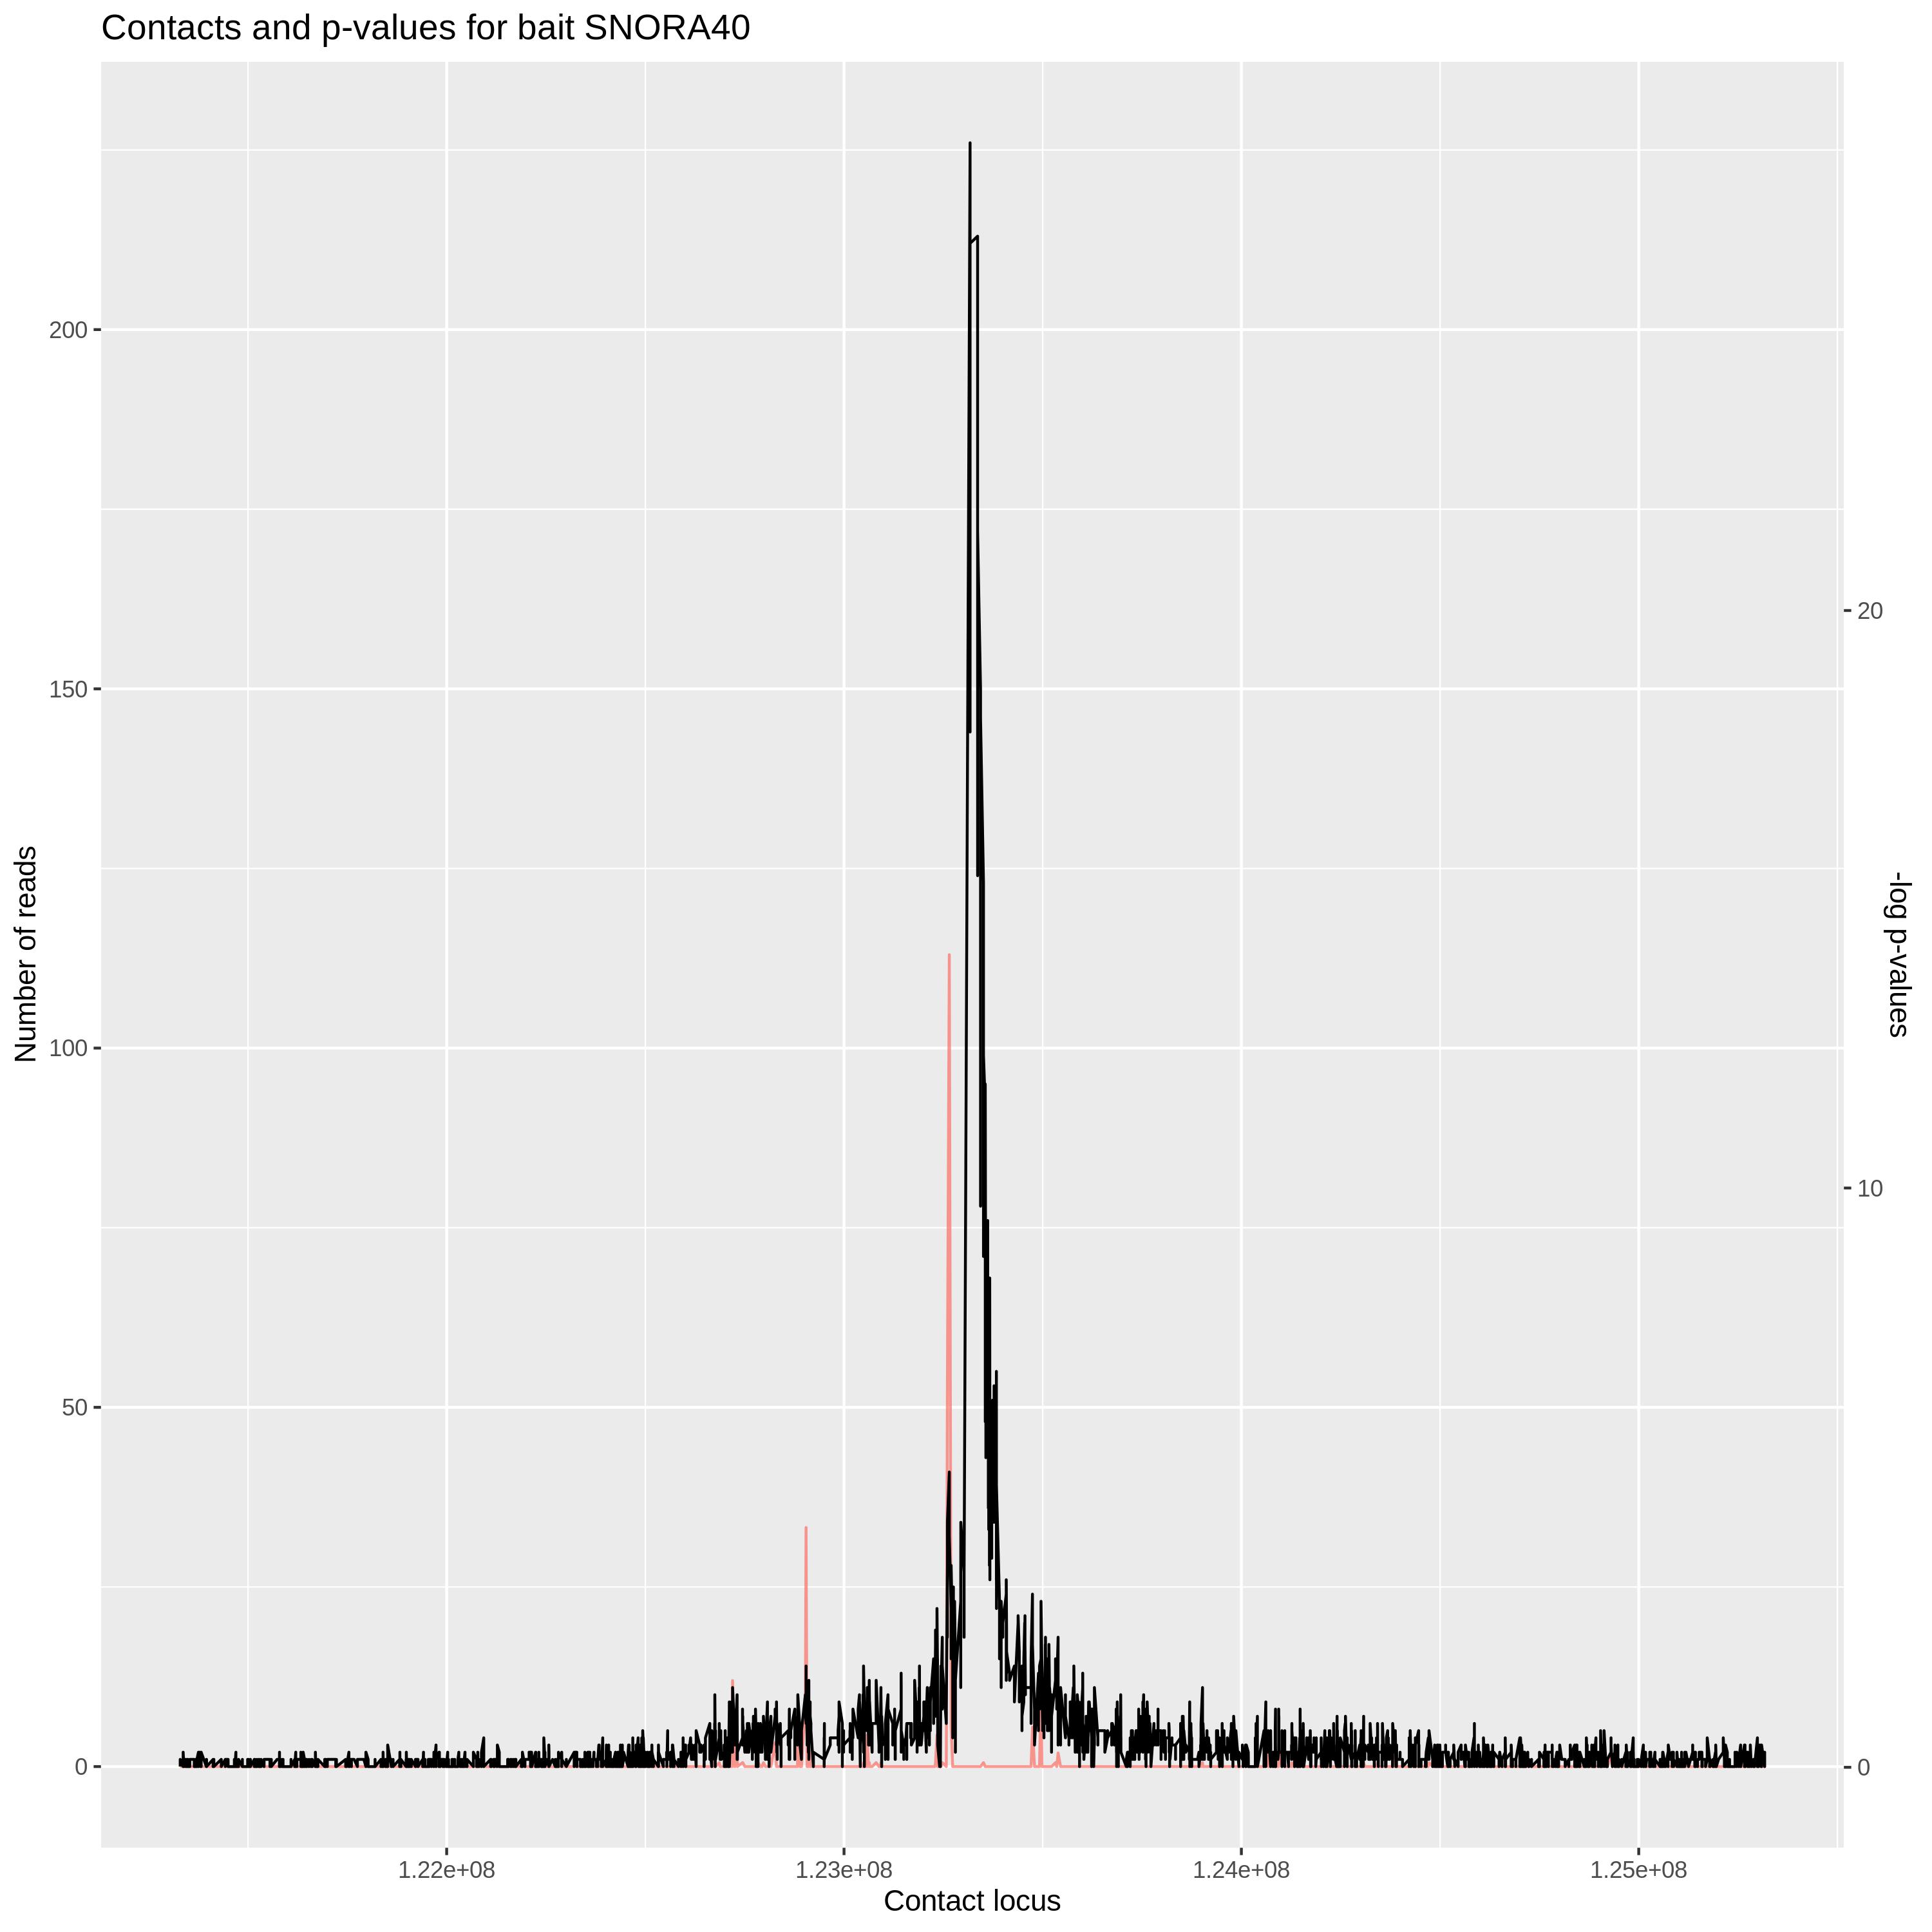 Contacts and p-values for bait SNORA40
Number of reads
200
150
100
50
0
20
10
0
-log p-values
1.22e+08
1.23e+08
1.24e+08
1.25e+08
Contact locus